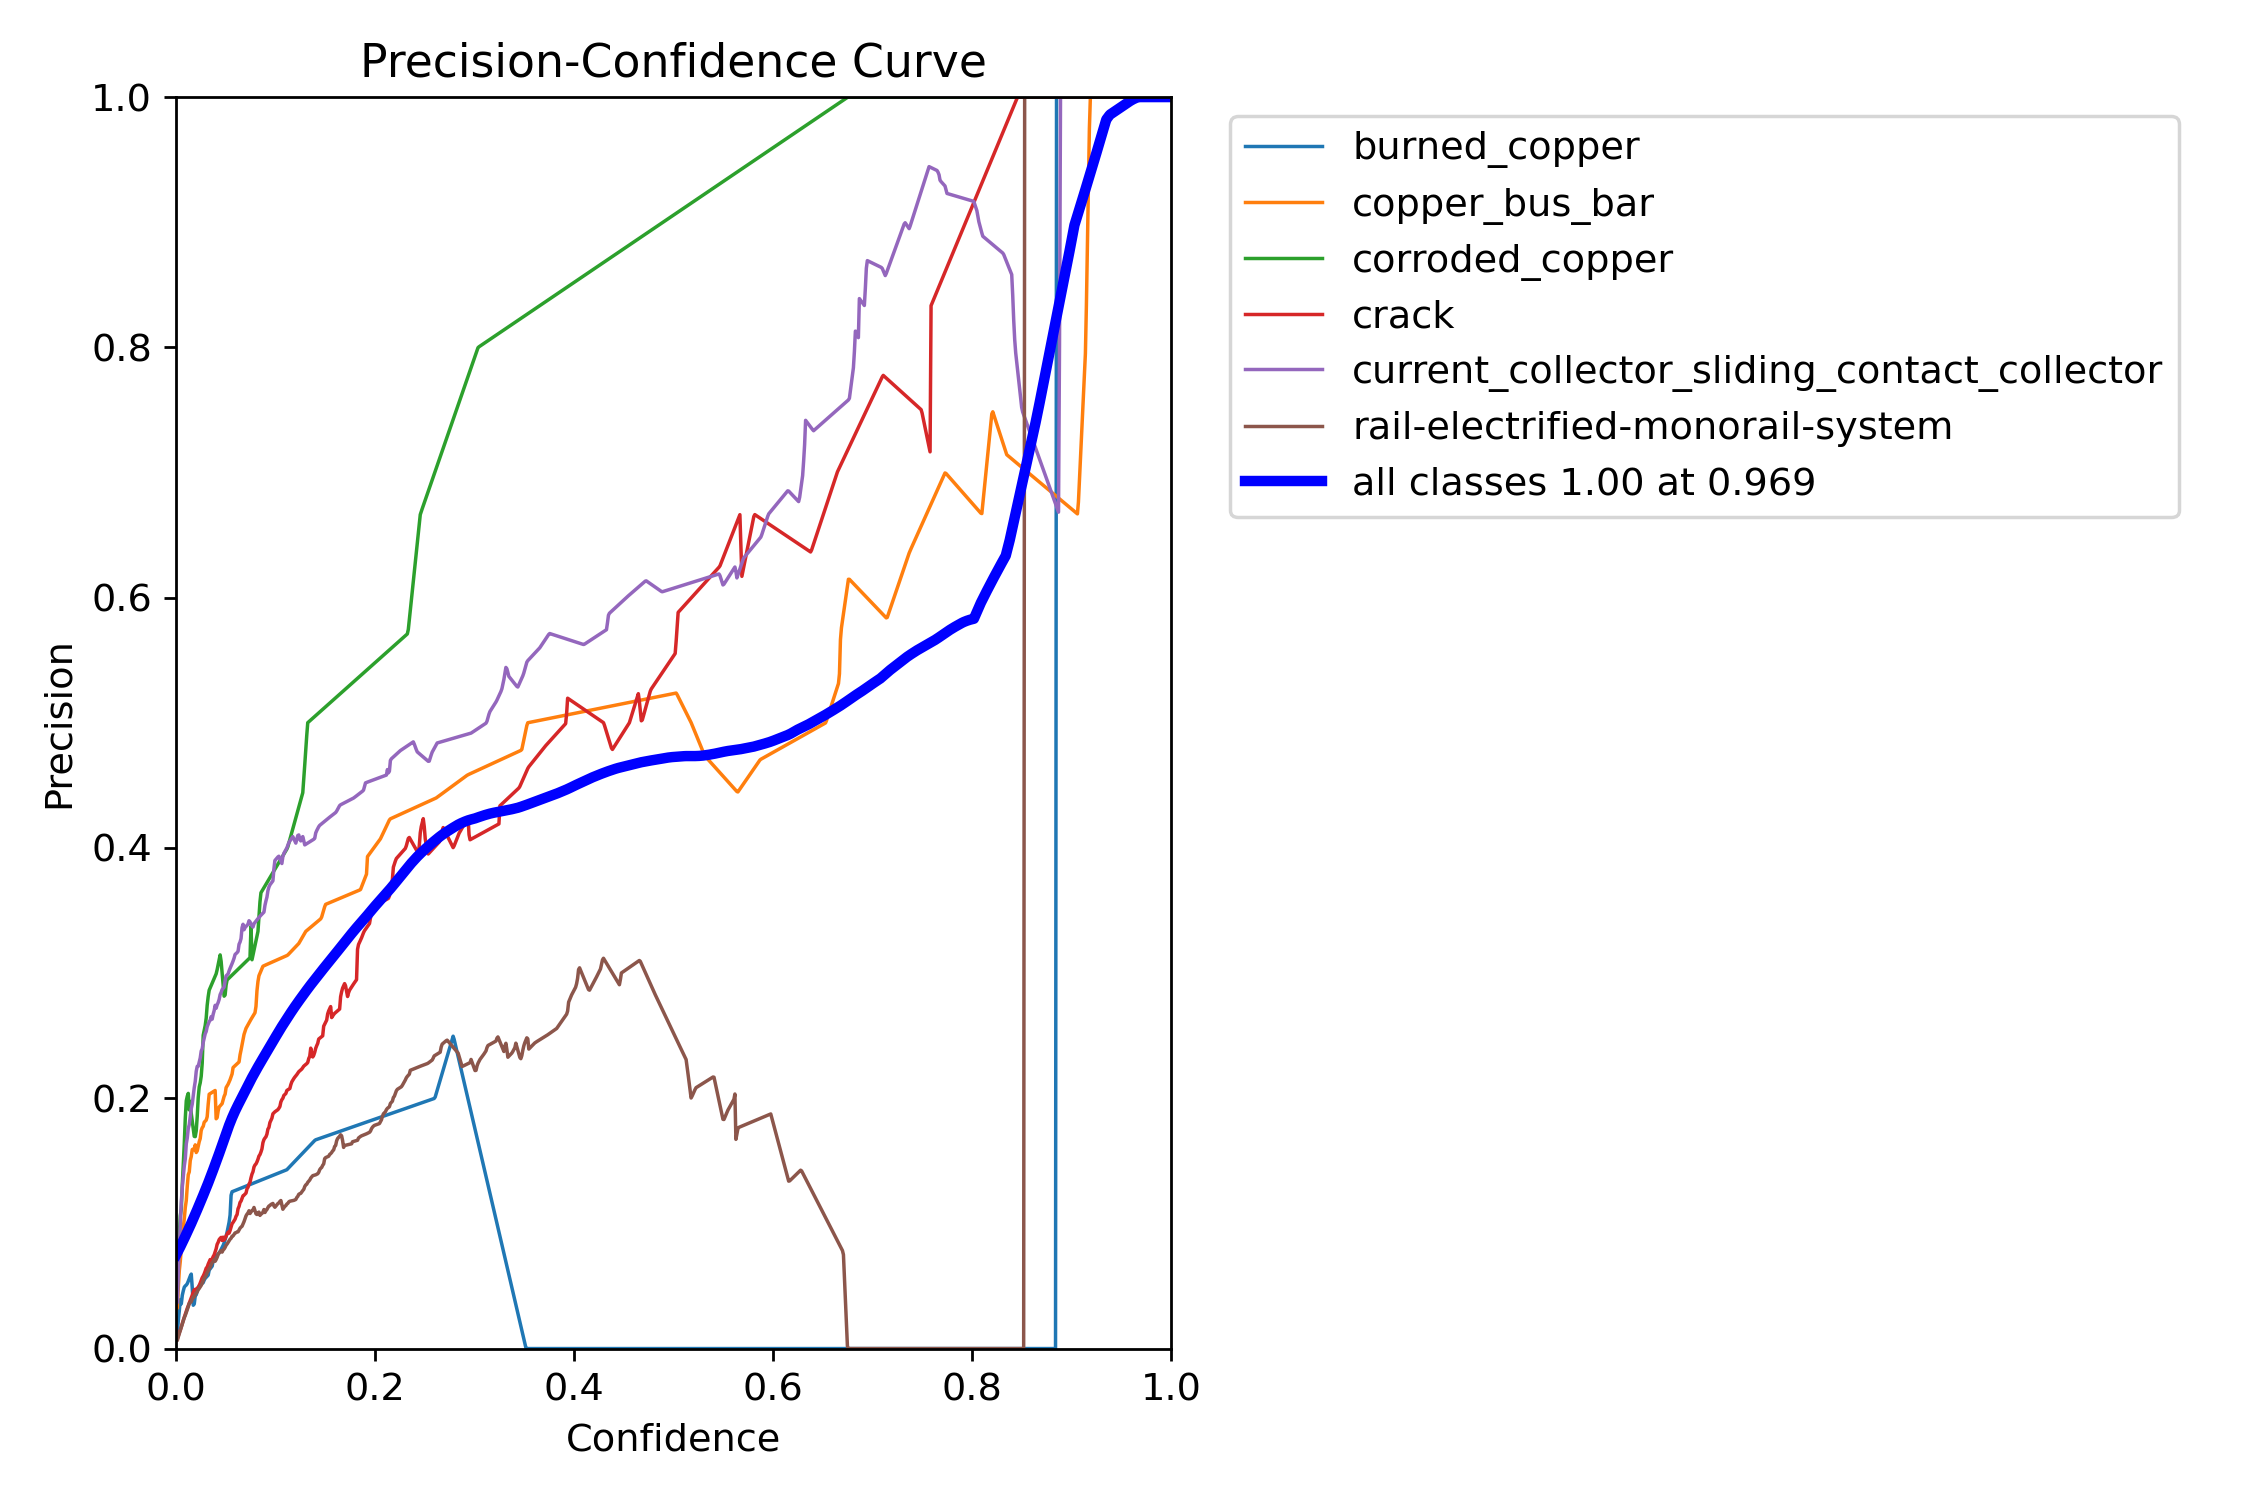 Precision-Confidence Curve
1.0
0.8
0.6
0.4
0.2
0.0
Precision
0.0 0.2 0.4 0.6 0.8 1.0
Confidence
burned_copper
copper_bus_bar
corroded_copper
crack
current_collector_sliding_contact_collector
rail-electrified-monorail-system
all classes 1.00 at 0.969